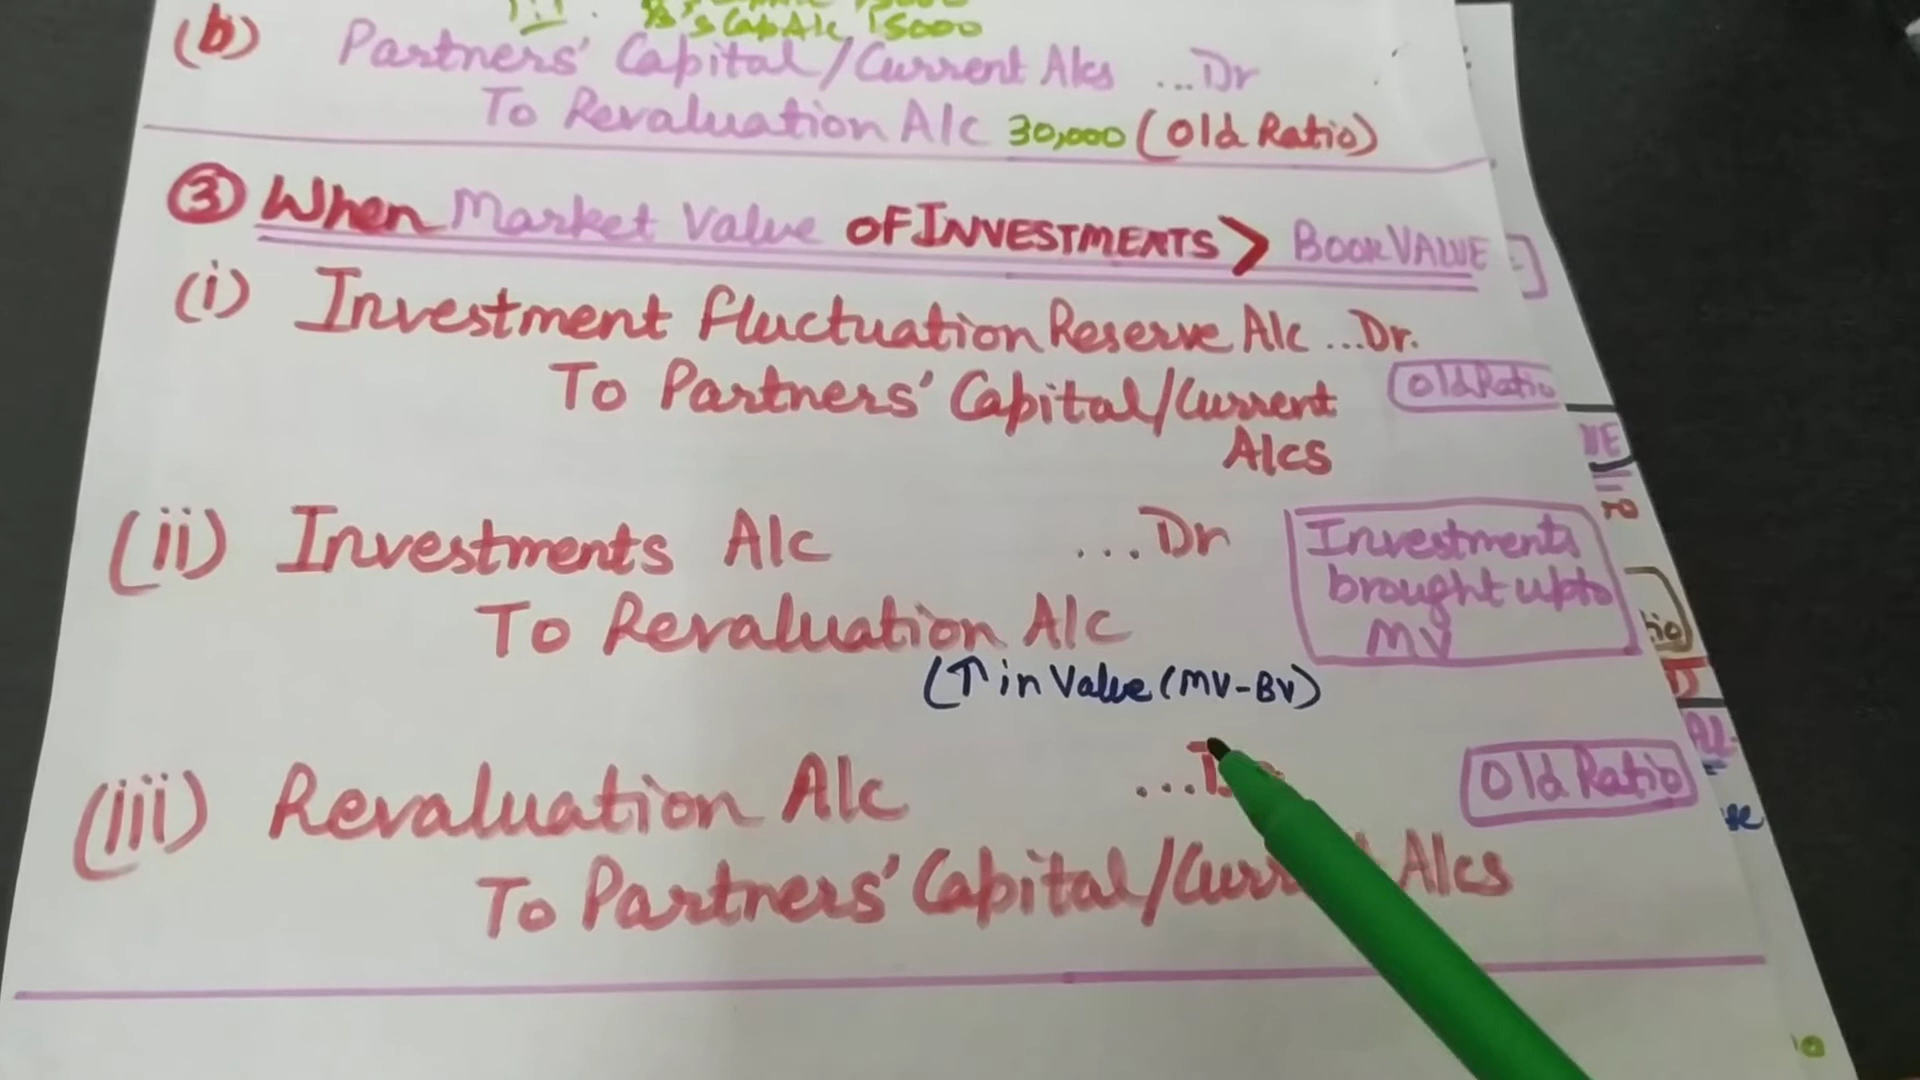 's Cap A/c 15000
(b) Partners' Capital/Current A/cs ...Dr
To Revaluation A/c 30,000 (Old Ratio)
③ When Market Value OF INVESTMENTS > BOOK VALUE
(i) Investment Fluctuation Reserve A/c ...Dr.
To Partners' Capital/Current A/cs
Old Ratio
(ii) Investments A/c ...Dr
To Revaluation A/c
(↑ in Value (MV-BV)
Investments
brought upto
MV
(iii) Revaluation A/c ...
To Partners' Capital/ A/cs
Old Ratio